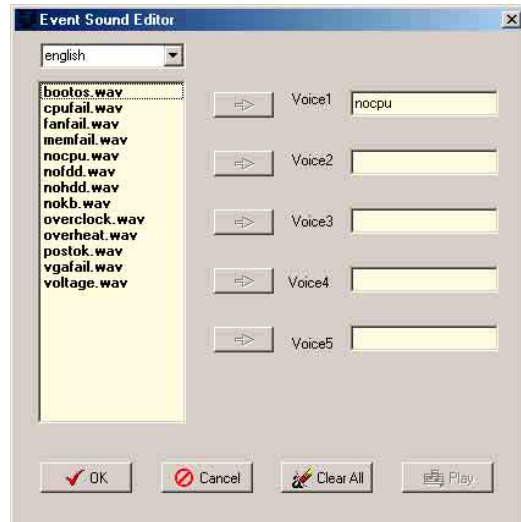 Event Sound Editor
english
bootos.wav
cpufail.wav
fanfail.wav
memfail.wav
nocpu.wav
nofdd.wav
nohdd.wav
nokb.wav
overclock.wav
overheat.wav
postok.wav
vgafail.wav
voltage.wav
Voice1 nocpu
Voice2
Voice3
Voice4
Voice5
OK Cancel Clear All Play